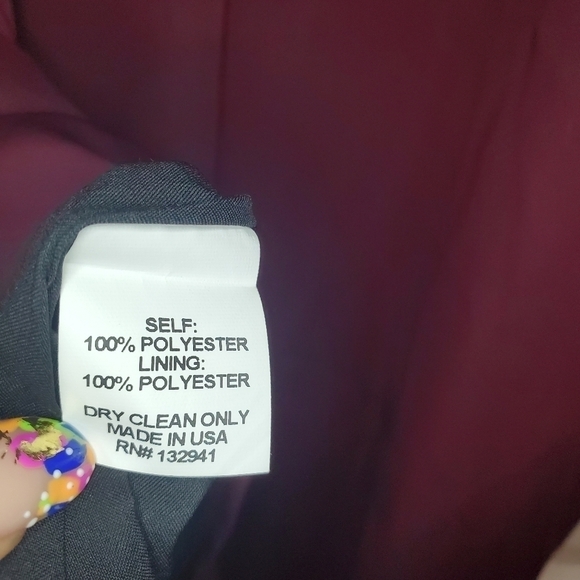 SELF:
100% POLYESTER
LINING:
100% POLYESTER
DRY CLEAN ONLY
MADE IN USA
RN# 132941